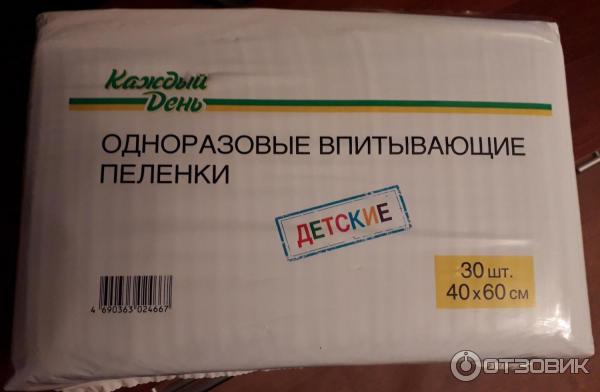 Каждый
День
ОДНОРАЗОВЫЕ ВПИТЫВАЮЩИЕ
ПЕЛЕНКИ
ДЕТСКИЕ
30 шт.
40 х 60 см
4 690363 024667
ОТЗОВИК